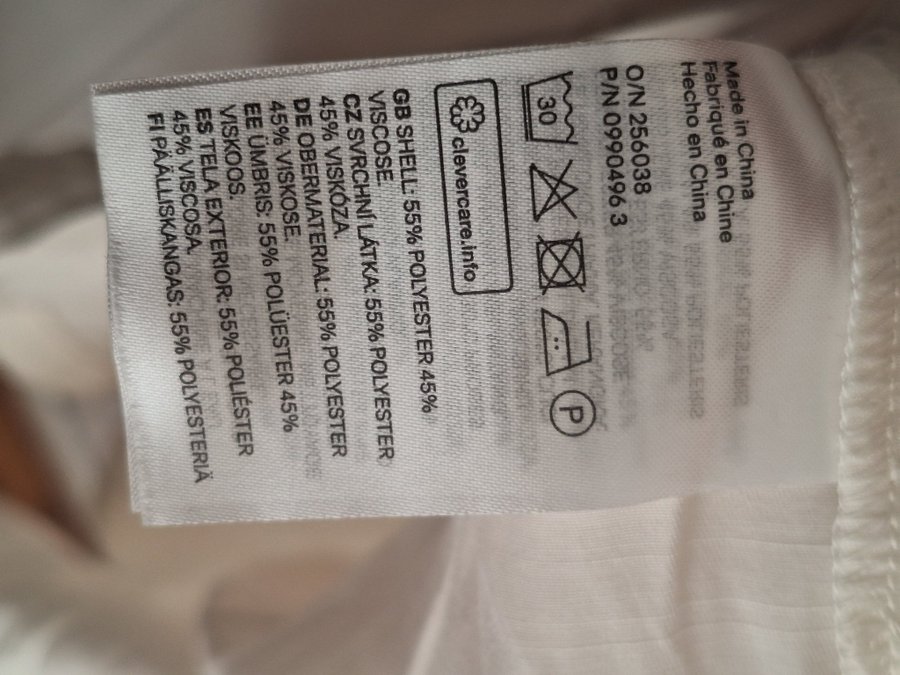 Made in China
Fabriqué en Chine
Hecho en China
O/N 256038
P/N 0990496 3
30
P
clevercare.info
GB SHELL: 55% POLYESTER 45%
VISCOSE.
CZ SVRCHNÍ LÁTKA: 55% POLYESTER
45% VISKÓZA.
DE OBERMATERIAL: 55% POLYESTER
45% VISKOSE.
EE ÜMBRIS: 55% POLÜESTER 45%
VISKOOS.
ES TELA EXTERIOR: 55% POLIÉSTER
45% VISCOSA.
FI PÄÄLLISKANGAS: 55% POLYESTERIÄ